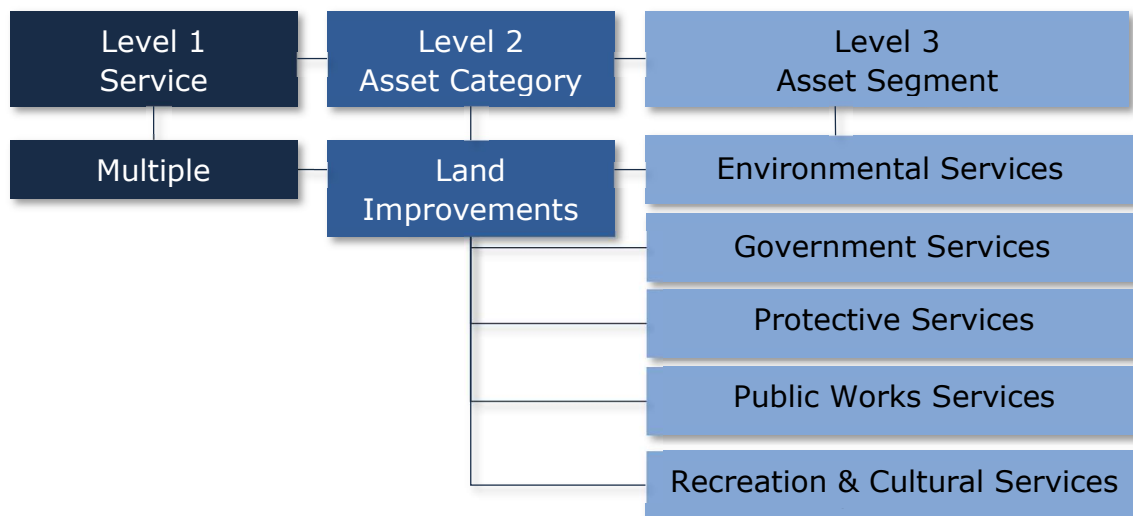 Level 1
Service
Level 2
Asset Category
Level 3
Asset Segment
Multiple
Land
Improvements
Environmental Services
Government Services
Protective Services
Public Works Services
Recreation & Cultural Services